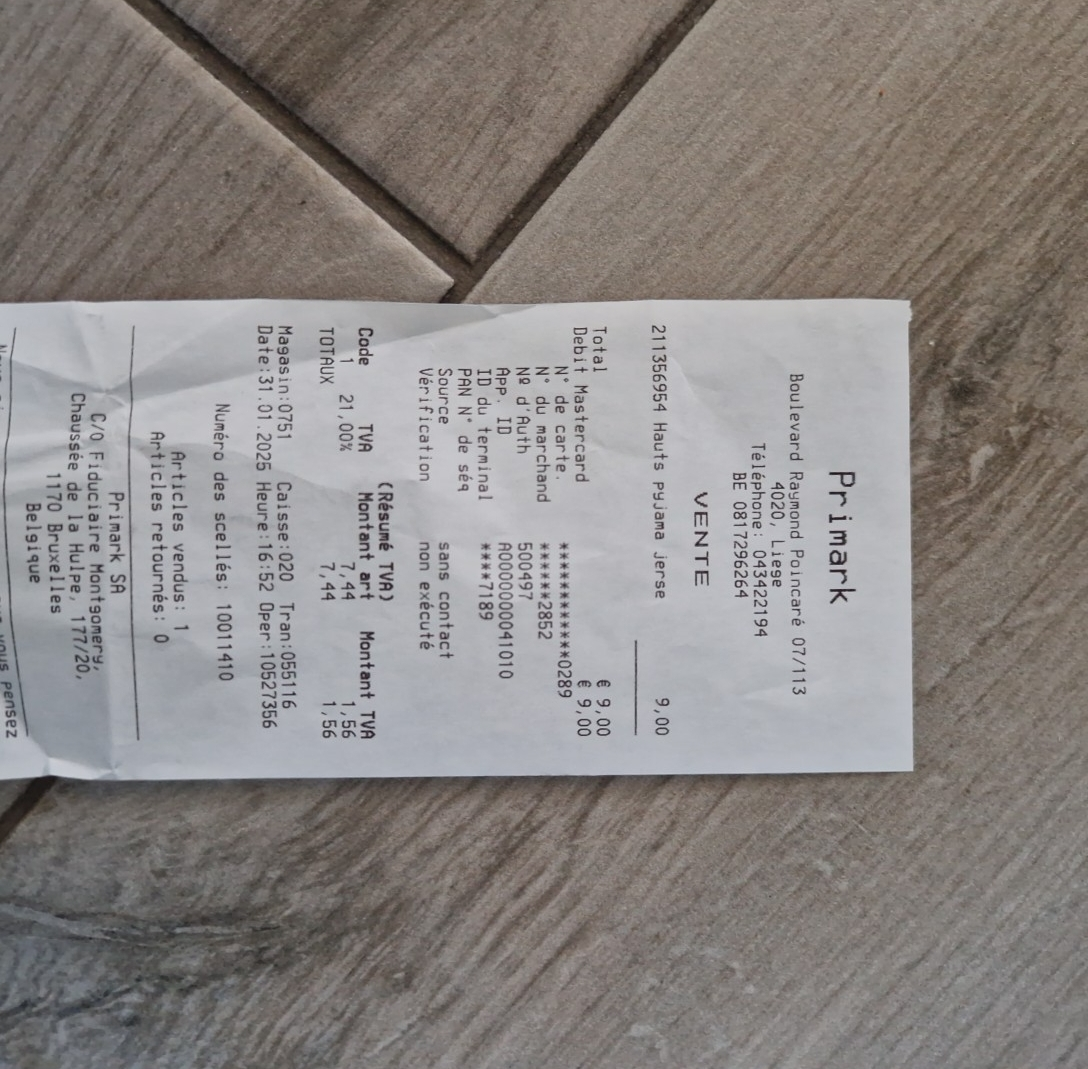 Primark
Boulevard Raymond Poincaré 07/113
4020, Liege
Téléphone: 043422194
BE 0817296264
VENTE
211356954 Hauts pyjama jerse 9,00
Total € 9,00
Debit Mastercard € 9,00
N° de carte. ************0289
N° du marchand ******2852
Nº d'Auth 500497
App. ID A0000000041010
ID du terminal ****7189
PAN N° de séq
Source sans contact
Vérification non exécuté
(Résumé TVA)
Code TVA Montant art Montant TVA
1 21,00% 7,44 1,56
TOTAUX 7,44 1,56
Magasin:0751 Caisse:020 Tran:055116
Date:31.01.2025 Heure:16:52 Oper:10527356
Numéro des scellés: 10011410
Articles vendus: 1
Articles retournés: 0
Primark SA
C/O Fiduciaire Montgomery,
Chaussée de la Hulpe, 177/20,
1170 Bruxelles
Belgique
vous pensez